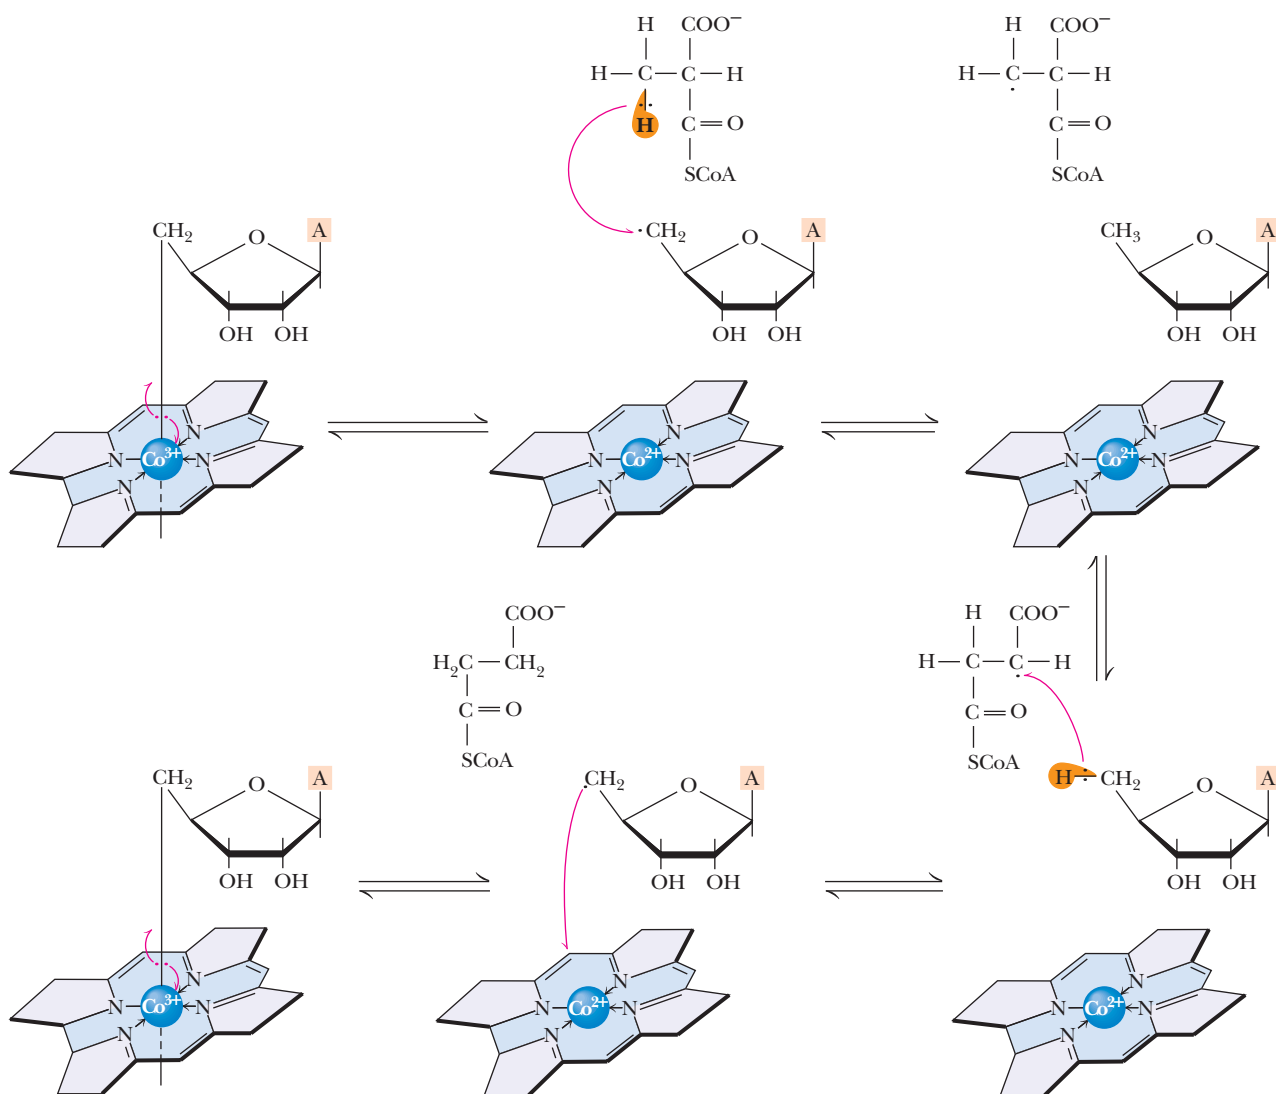 H COO⁻ H COO⁻
H C C H H C C H
H C O C O
SCoA SCoA
CH₂ O A CH₂ O A CH₃ O A
OH OH OH OH OH OH
N N N
N Co³⁺ N N Co²⁺ N N Co²⁺ N
N N N
COO⁻ H COO⁻
H₂C CH₂ H C C H
C O C O
SCoA SCoA
CH₂ O A CH₂ O A H CH₂ O A
OH OH OH OH OH OH
N N N
N Co³⁺ N N Co²⁺ N N Co²⁺ N
N N N